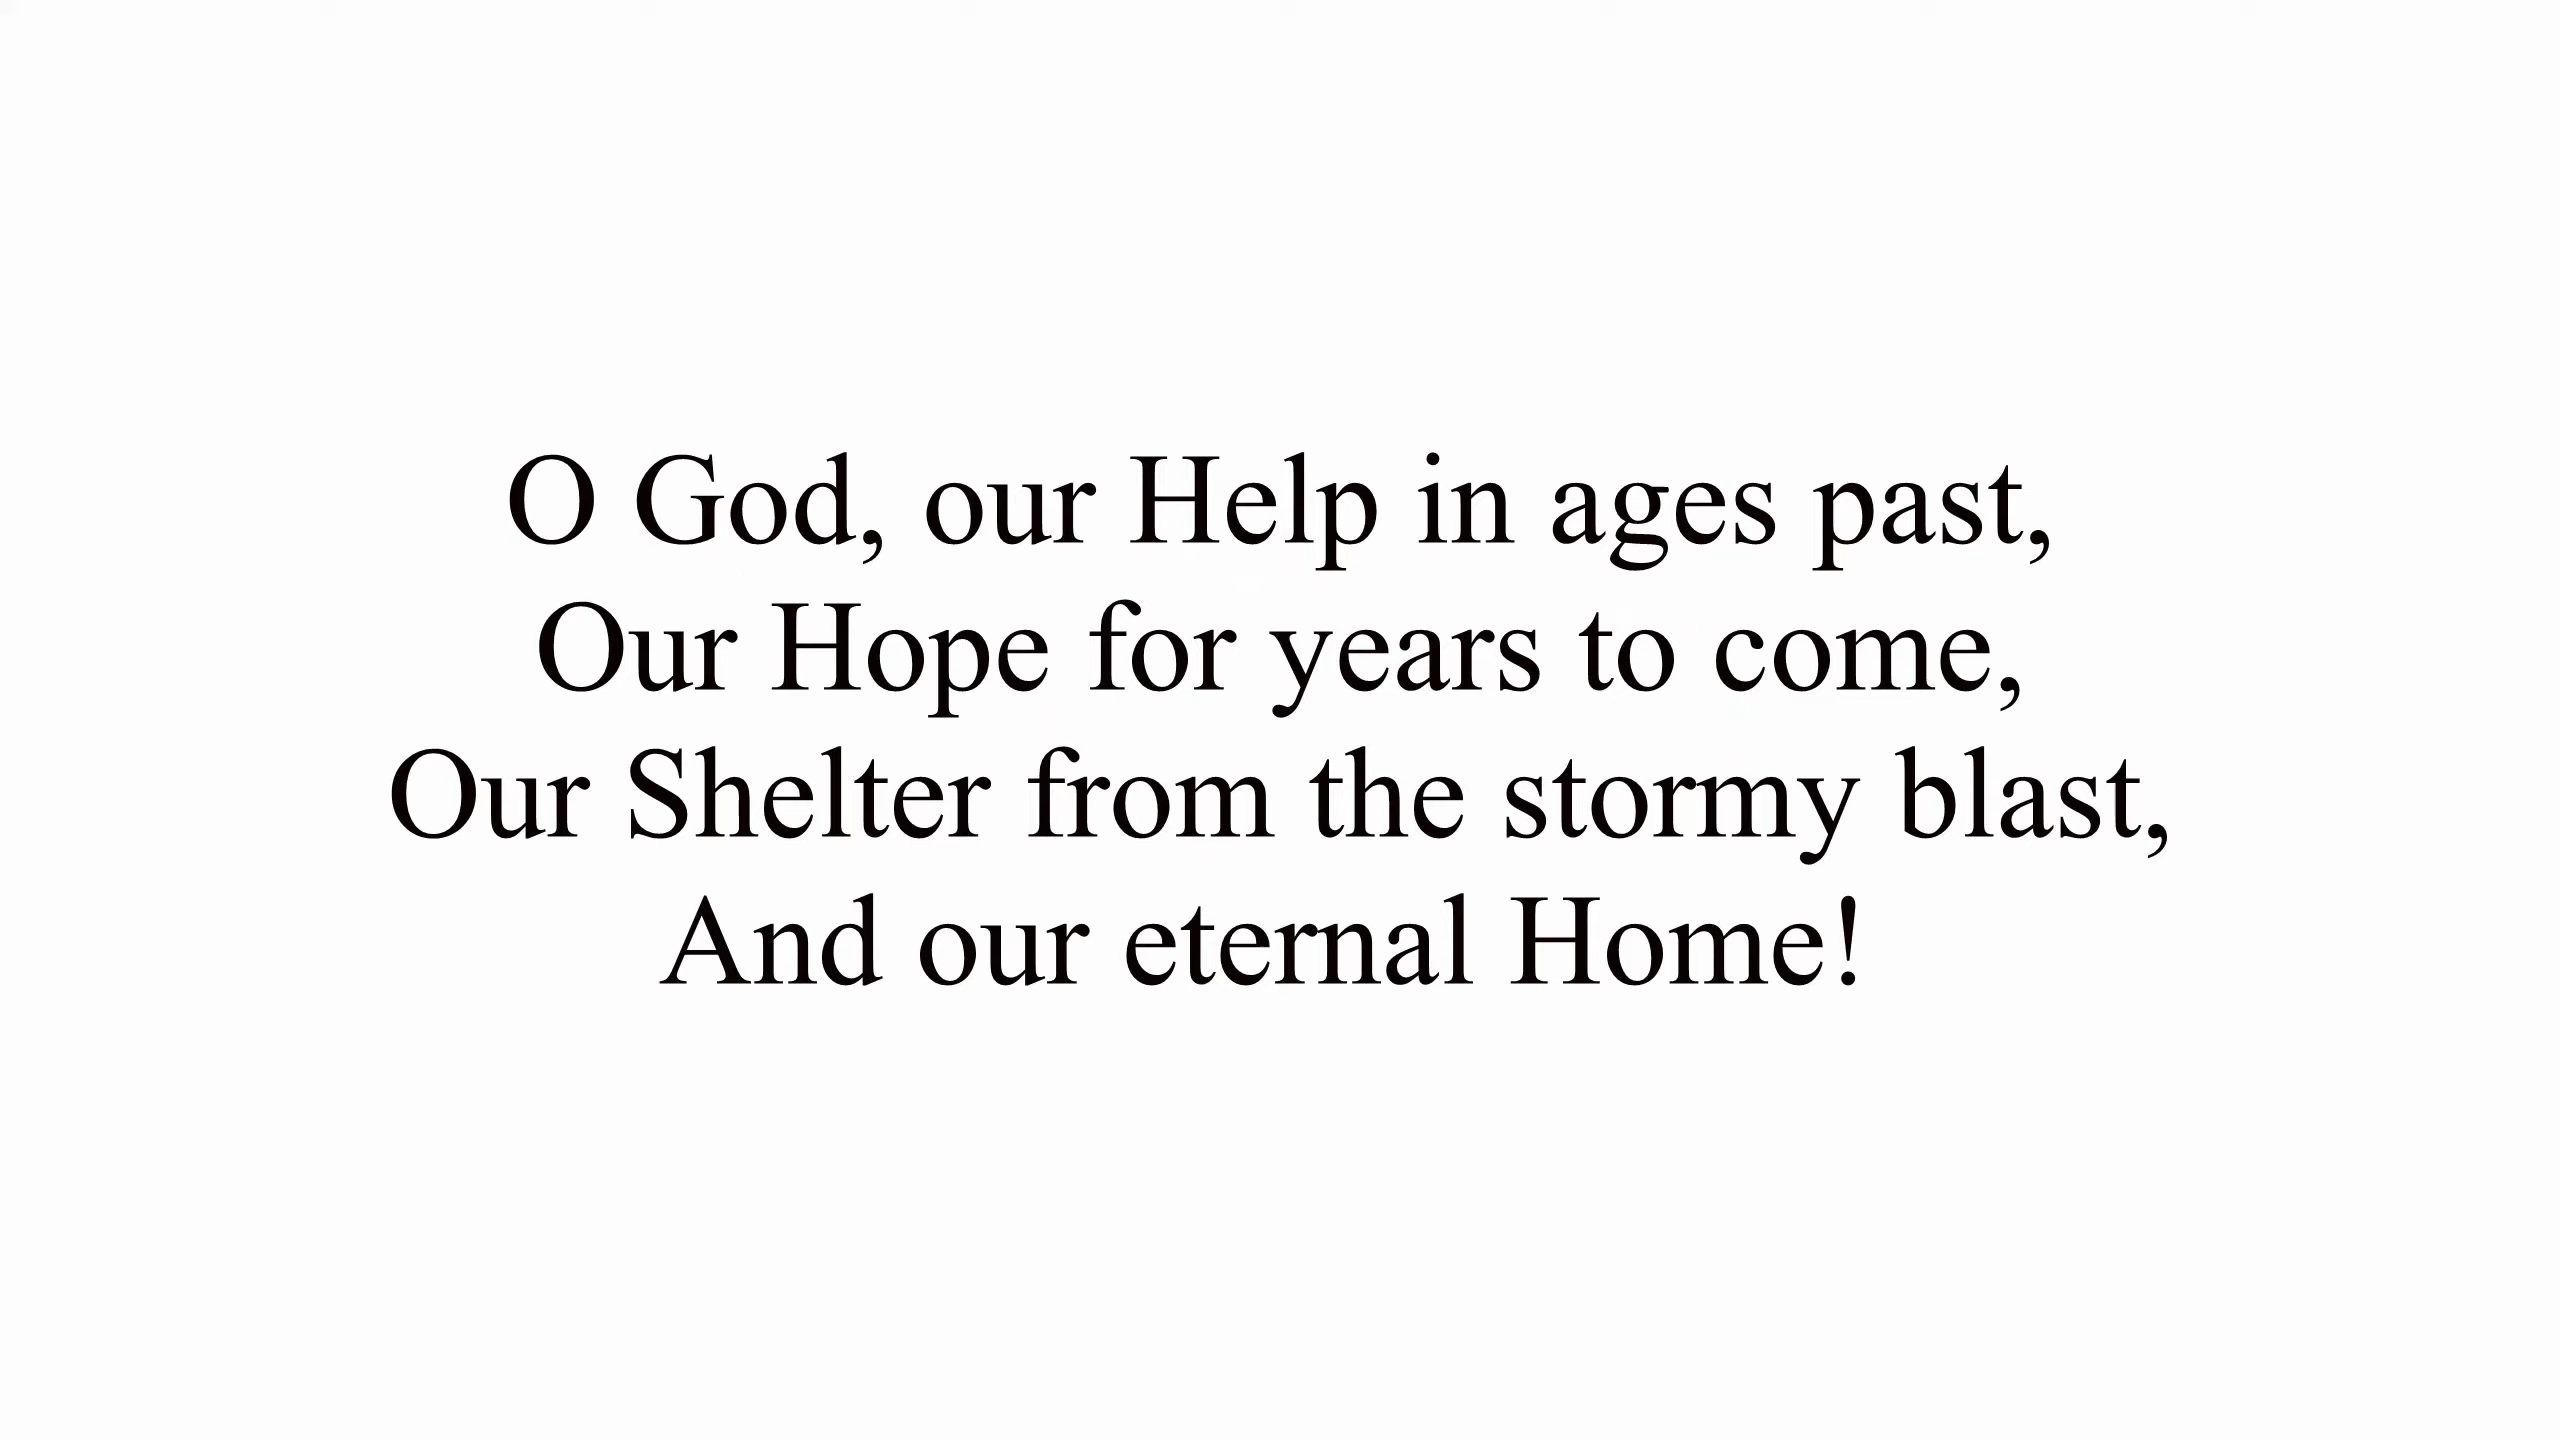 O God, our Help in ages past,
Our Hope for years to come,
Our Shelter from the stormy blast,
And our eternal Home!